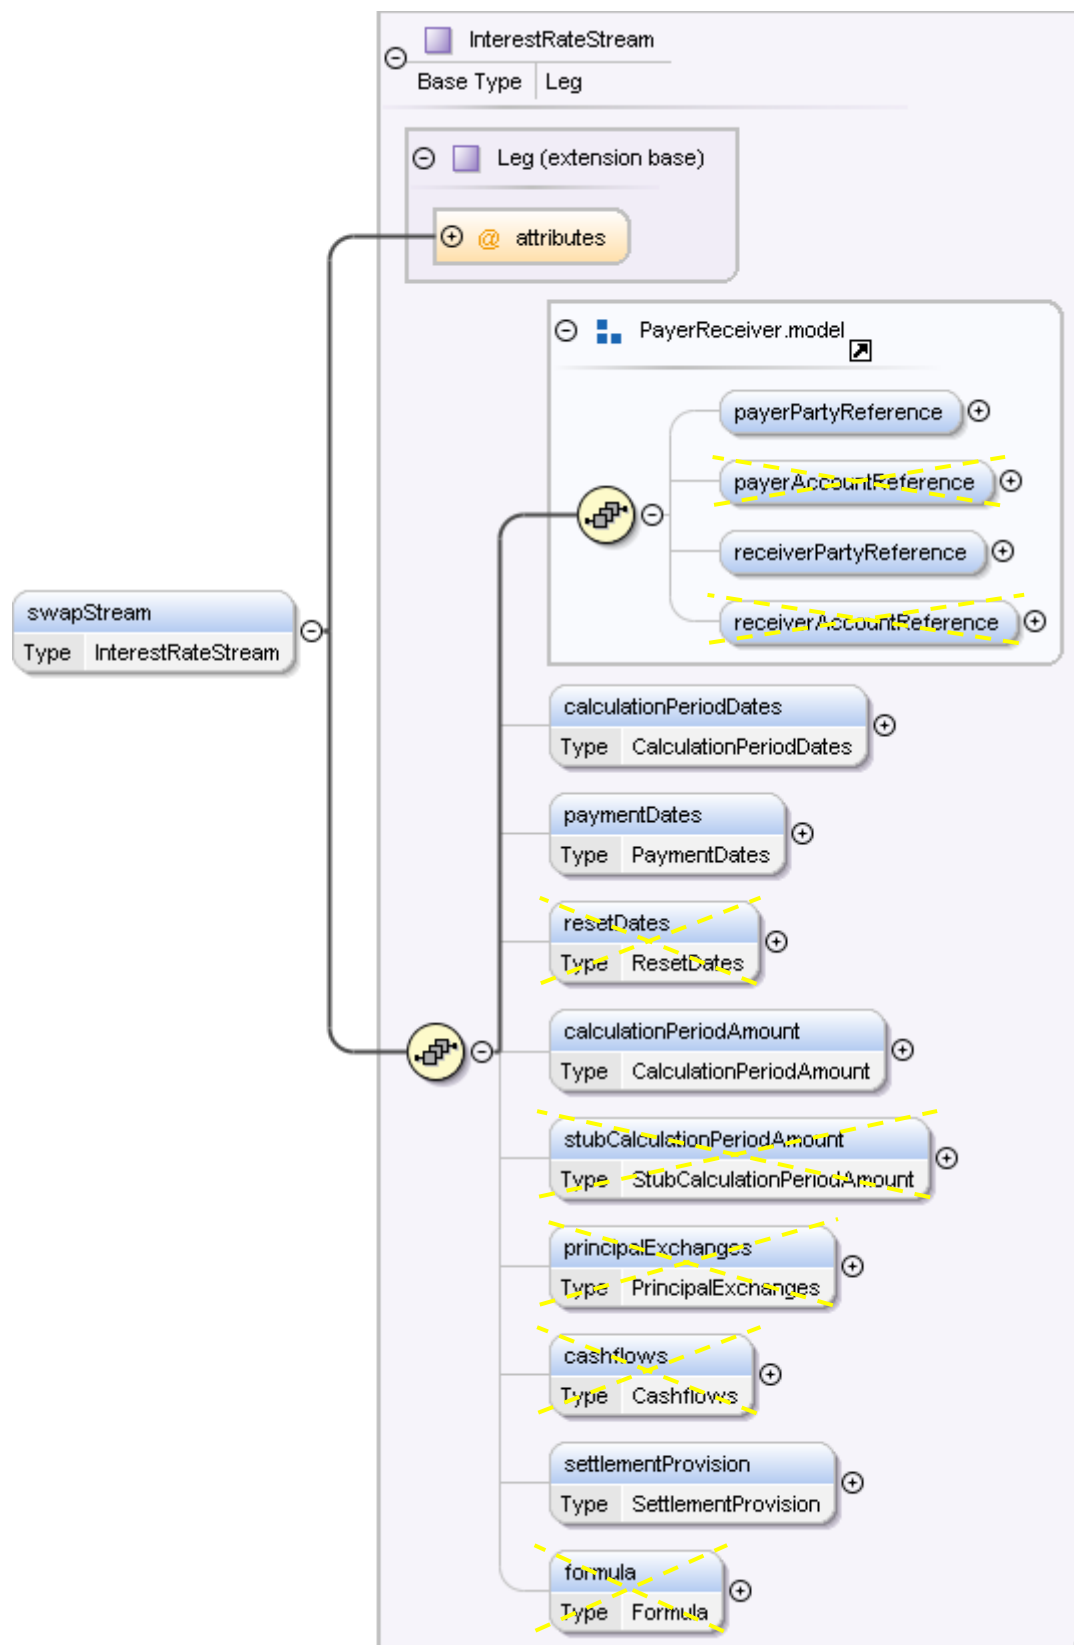 InterestRateStream
Base Type Leg
Leg (extension base)
@ attributes
PayerReceiver.model
payerPartyReference
payerAccountReference
receiverPartyReference
receiverAccountReference
swapStream
Type InterestRateStream
calculationPeriodDates
Type CalculationPeriodDates
paymentDates
Type PaymentDates
resetDates
Type ResetDates
calculationPeriodAmount
Type CalculationPeriodAmount
stubCalculationPeriodAmount
Type StubCalculationPeriodAmount
principalExchanges
Type PrincipalExchanges
cashflows
Type Cashflows
settlementProvision
Type SettlementProvision
formula
Type Formula